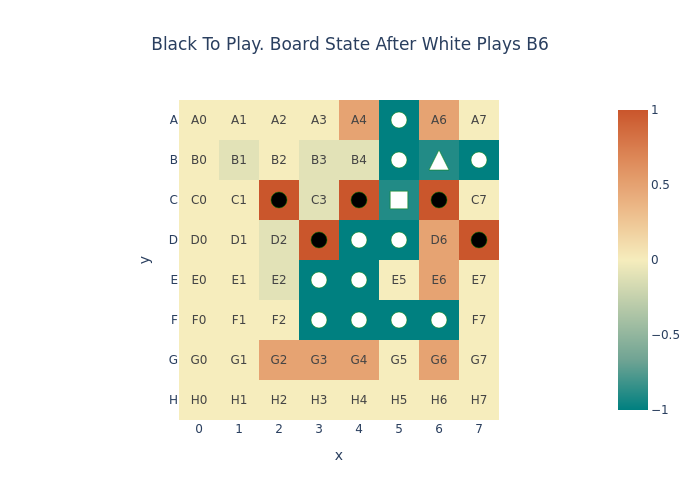 Black To Play. Board State After White Plays B6
A A0 A1 A2 A3 A4 A6 A7
B B0 B1 B2 B3 B4
C C0 C1 C3 C7
D D0 D1 D2 D6
E E0 E1 E2 E5 E6 E7
F F0 F1 F2 F7
G G0 G1 G2 G3 G4 G5 G6 G7
H H0 H1 H2 H3 H4 H5 H6 H7
0 1 2 3 4 5 6 7
x
y
1
0.5
0
−0.5
−1